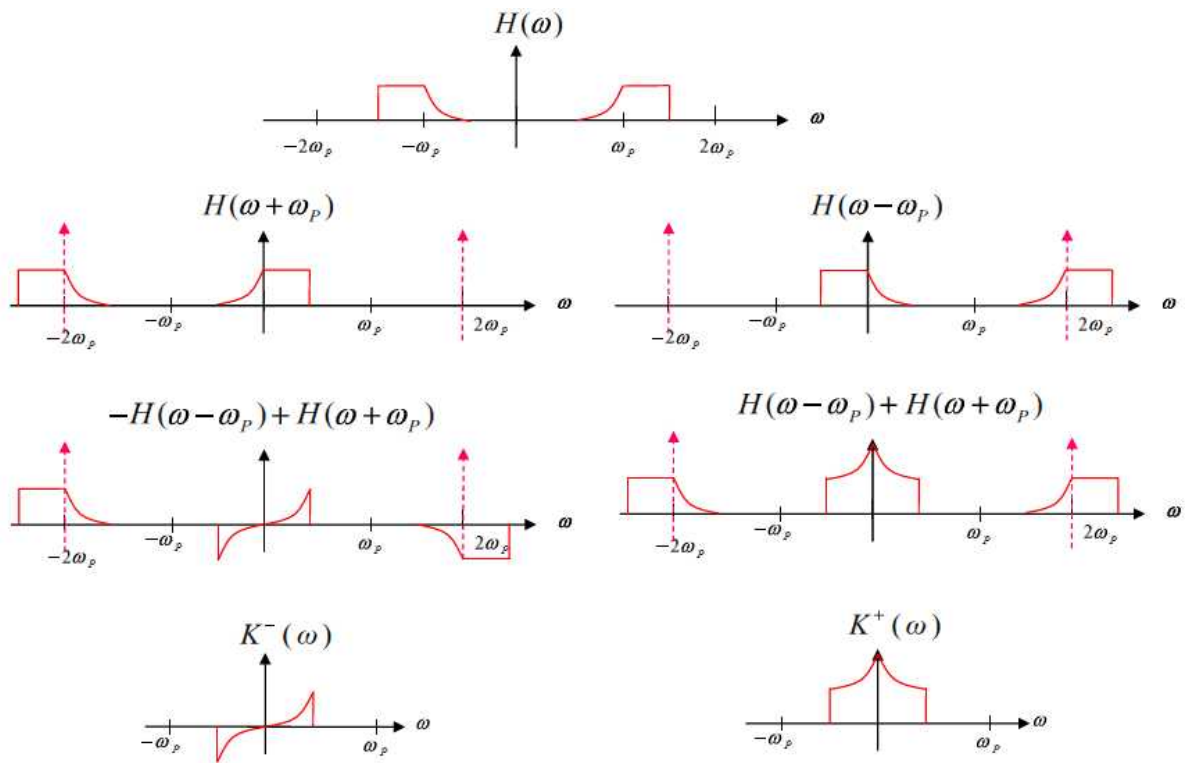 H(ω)
ω
−2ω_P −ω_P ω_P 2ω_P
H(ω + ω_P) H(ω − ω_P)
ω ω
−2ω_P −ω_P ω_P 2ω_P −2ω_P −ω_P ω_P 2ω_P
−H(ω − ω_P) + H(ω + ω_P) H(ω − ω_P) + H(ω + ω_P)
ω ω
−2ω_P −ω_P ω_P 2ω_P −2ω_P −ω_P ω_P 2ω_P
K⁻(ω) K⁺(ω)
ω ω
−ω_P ω_P −ω_P ω_P